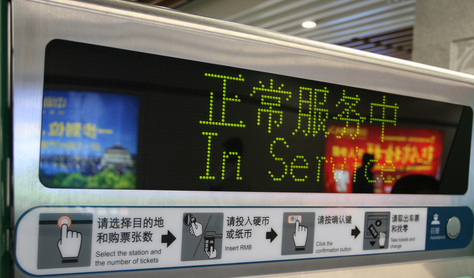 正常服务中
In Service
请选择目的地
和购票张数
Select the station and
the number of tickets
请投入硬币
或纸币
Insert RMB
请按确认键
Click the
confirmation button
请取出车票
和找零
Take tickets and
change